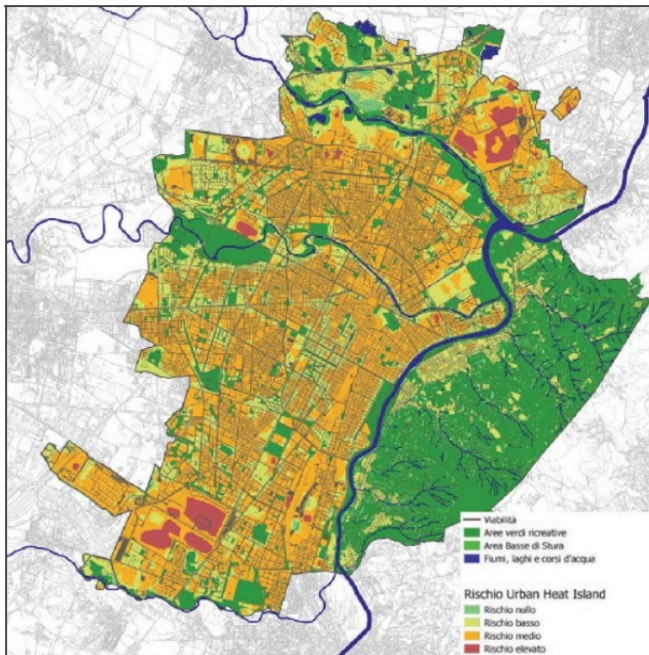 Viabilità
Aree verdi ricreative
Area Basse di Stura
Fiumi, laghi e corsi d'acqua
Rischio Urban Heat Island
Rischio nullo
Rischio basso
Rischio medio
Rischio elevato